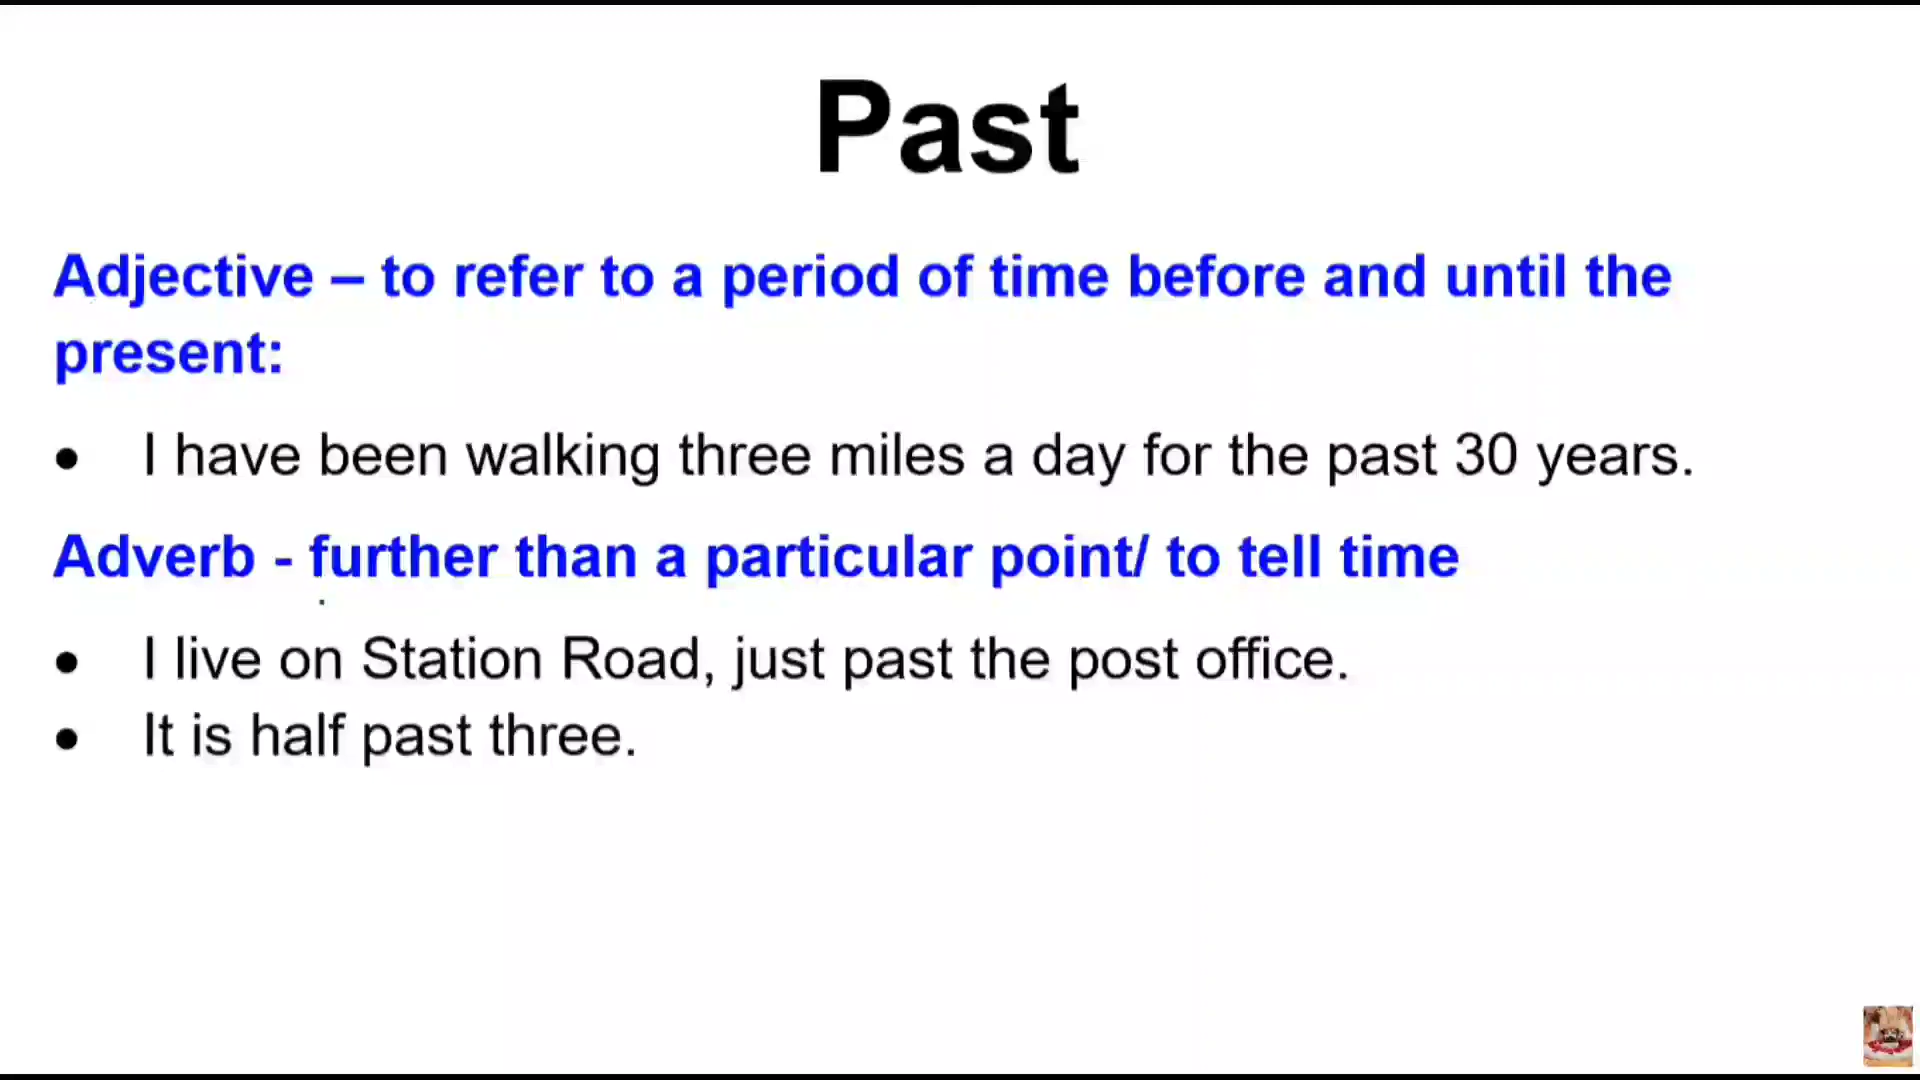 Past
Adjective – to refer to a period of time before and until the
present:
• I have been walking three miles a day for the past 30 years.
Adverb - further than a particular point/ to tell time
• I live on Station Road, just past the post office.
• It is half past three.